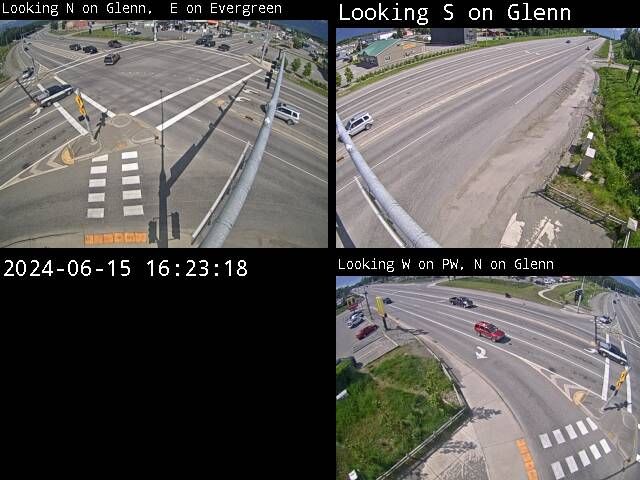 Looking N on Glenn, E on Evergreen
Looking S on Glenn
2024-06-15 16:23:18
Looking W on PW, N on Glenn